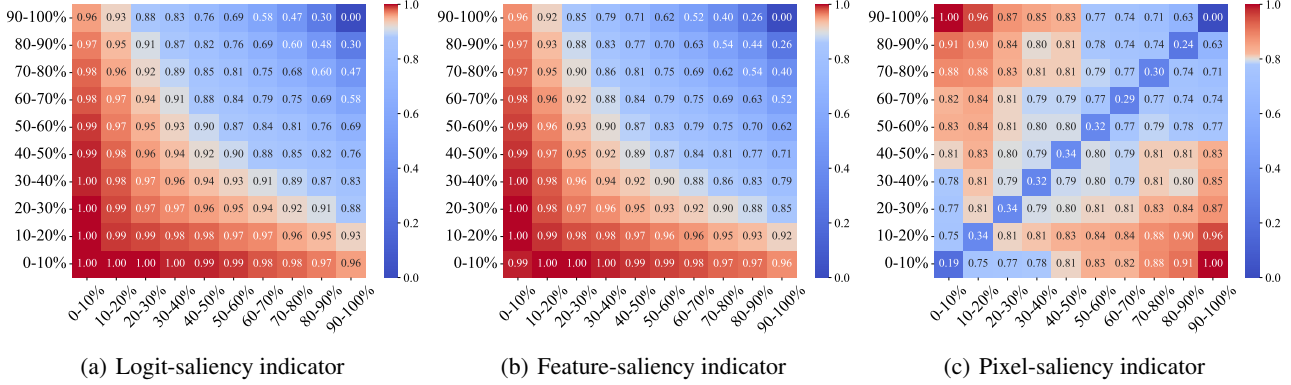 90-100% 0.96 0.93 0.88 0.83 0.76 0.69 0.58 0.47 0.30 0.00
80-90% 0.97 0.95 0.91 0.87 0.82 0.76 0.69 0.60 0.48 0.30
70-80% 0.98 0.96 0.92 0.89 0.85 0.81 0.75 0.68 0.60 0.47
60-70% 0.98 0.97 0.94 0.91 0.88 0.84 0.79 0.75 0.69 0.58
50-60% 0.99 0.97 0.95 0.93 0.90 0.87 0.84 0.81 0.76 0.69
40-50% 0.99 0.98 0.96 0.94 0.92 0.90 0.88 0.85 0.82 0.76
30-40% 1.00 0.98 0.97 0.96 0.94 0.93 0.91 0.89 0.87 0.83
20-30% 1.00 0.99 0.97 0.97 0.96 0.95 0.94 0.92 0.91 0.88
10-20% 1.00 0.99 0.99 0.98 0.98 0.97 0.97 0.96 0.95 0.93
0-10% 1.00 1.00 1.00 1.00 0.99 0.99 0.98 0.98 0.97 0.96
0-10% 10-20% 20-30% 30-40% 40-50% 50-60% 60-70% 70-80% 80-90% 90-100%
1.0
0.8
0.6
0.4
0.2
0.0
(a) Logit-saliency indicator
90-100% 0.96 0.92 0.85 0.79 0.71 0.62 0.52 0.40 0.26 0.00
80-90% 0.97 0.93 0.88 0.83 0.77 0.70 0.63 0.54 0.44 0.26
70-80% 0.97 0.95 0.90 0.86 0.81 0.75 0.69 0.62 0.54 0.40
60-70% 0.98 0.96 0.92 0.88 0.84 0.79 0.75 0.69 0.63 0.52
50-60% 0.99 0.96 0.93 0.90 0.87 0.83 0.79 0.75 0.70 0.62
40-50% 0.99 0.97 0.95 0.92 0.89 0.87 0.84 0.81 0.77 0.71
30-40% 1.00 0.98 0.96 0.94 0.92 0.90 0.88 0.86 0.83 0.79
20-30% 1.00 0.98 0.97 0.96 0.95 0.93 0.92 0.90 0.88 0.85
10-20% 1.00 0.99 0.98 0.98 0.97 0.96 0.96 0.95 0.93 0.92
0-10% 0.99 1.00 1.00 1.00 0.99 0.99 0.98 0.97 0.97 0.96
0-10% 10-20% 20-30% 30-40% 40-50% 50-60% 60-70% 70-80% 80-90% 90-100%
1.0
0.8
0.6
0.4
0.2
0.0
(b) Feature-saliency indicator
90-100% 1.00 0.96 0.87 0.85 0.83 0.77 0.74 0.71 0.63 0.00
80-90% 0.91 0.90 0.84 0.80 0.81 0.78 0.74 0.74 0.24 0.63
70-80% 0.88 0.88 0.83 0.81 0.81 0.79 0.77 0.30 0.74 0.71
60-70% 0.82 0.84 0.81 0.79 0.79 0.77 0.29 0.77 0.74 0.74
50-60% 0.83 0.84 0.81 0.80 0.80 0.32 0.77 0.79 0.78 0.77
40-50% 0.81 0.83 0.80 0.79 0.34 0.80 0.79 0.81 0.81 0.83
30-40% 0.78 0.81 0.79 0.32 0.79 0.80 0.79 0.81 0.80 0.85
20-30% 0.77 0.81 0.34 0.79 0.80 0.81 0.81 0.83 0.84 0.87
10-20% 0.75 0.34 0.81 0.81 0.83 0.84 0.84 0.88 0.90 0.96
0-10% 0.19 0.75 0.77 0.78 0.81 0.83 0.82 0.88 0.91 1.00
0-10% 10-20% 20-30% 30-40% 40-50% 50-60% 60-70% 70-80% 80-90% 90-100%
1.0
0.8
0.6
0.4
0.2
0.0
(c) Pixel-saliency indicator